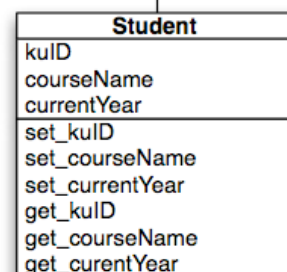 Student
kuID
courseName
currentYear
set_kuID
set_courseName
set_currentYear
get_kuID
get_courseName
get_curentYear